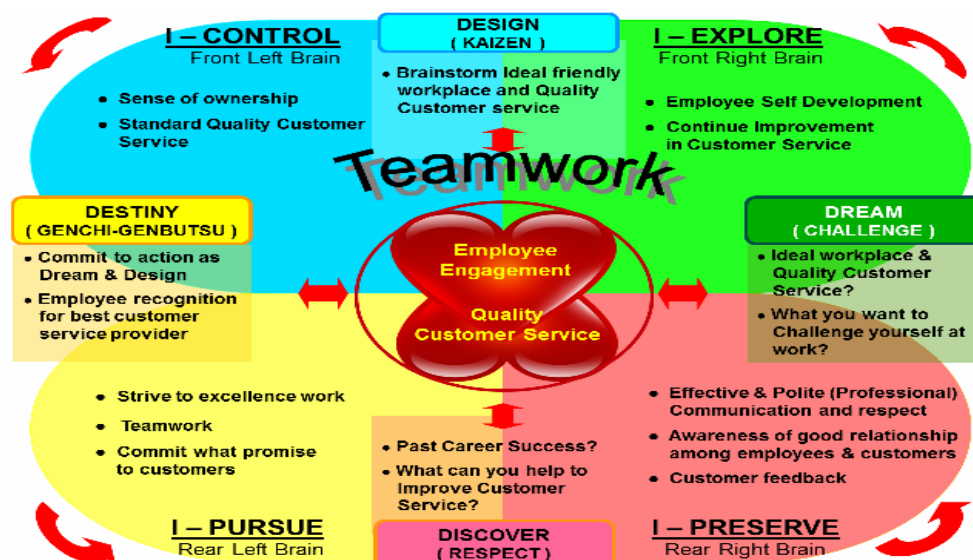 I – CONTROL
Front Left Brain
• Sense of ownership
• Standard Quality Customer
Service
DESIGN
( KAIZEN )
• Brainstorm Ideal friendly
workplace and Quality
Customer service
I – EXPLORE
Front Right Brain
• Employee Self Development
• Continue Improvement
in Customer Service
Teamwork
DESTINY
( GENCHI-GENBUTSU )
• Commit to action as
Dream & Design
• Employee recognition
for best customer
service provider
Employee
Engagement
Quality
Customer Service
DREAM
( CHALLENGE )
• Ideal workplace &
Quality Customer
Service?
• What you want to
Challenge yourself at
work?
• Strive to excellence work
• Teamwork
• Commit what promise
to customers
I – PURSUE
Rear Left Brain
• Past Career Success?
• What can you help to
Improve Customer
Service?
DISCOVER
( RESPECT )
• Effective & Polite (Professional)
Communication and respect
• Awareness of good relationship
among employees & customers
• Customer feedback
I – PRESERVE
Rear Right Brain